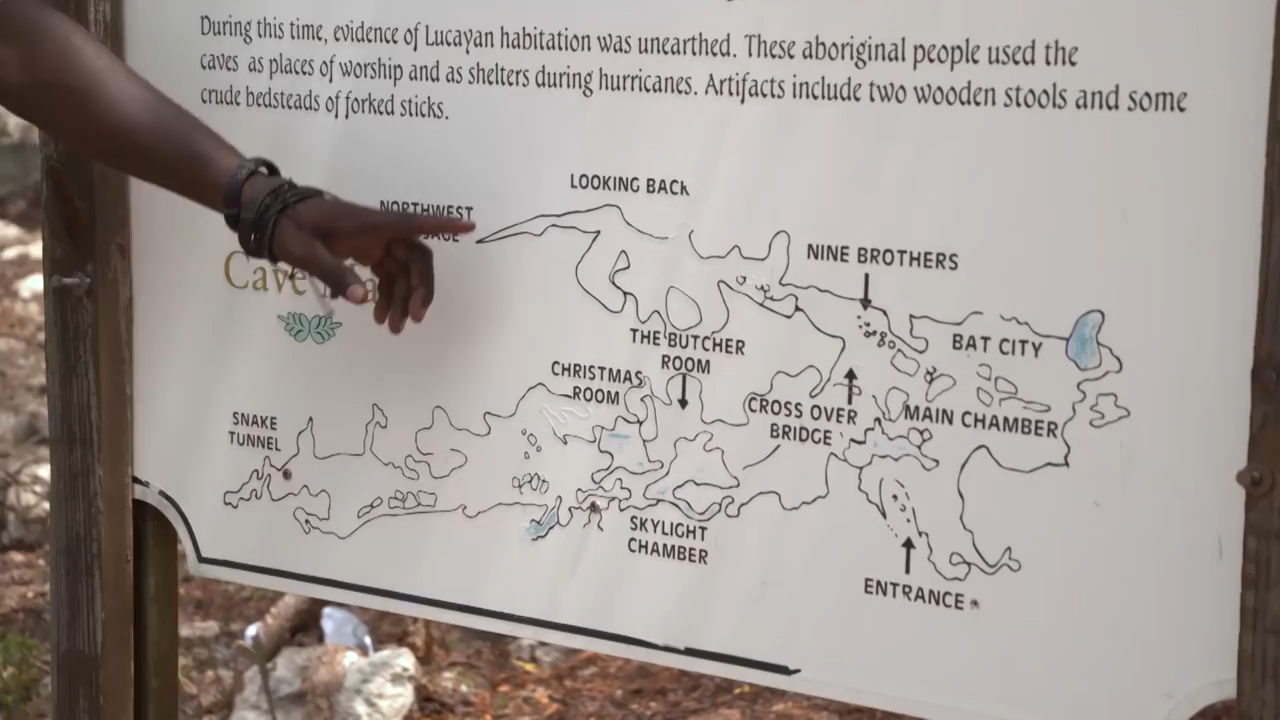 During this time, evidence of Lucayan habitation was unearthed. These aboriginal people used the
caves as places of worship and as shelters during hurricanes. Artifacts include two wooden stools and some
crude bedsteads of forked sticks.
LOOKING BACK
NORTHWEST
NINE BROTHERS
Cave
THE BUTCHER
ROOM
BAT CITY
CHRISTMAS
ROOM
CROSS OVER
BRIDGE
MAIN CHAMBER
SNAKE
TUNNEL
SKYLIGHT
CHAMBER
ENTRANCE